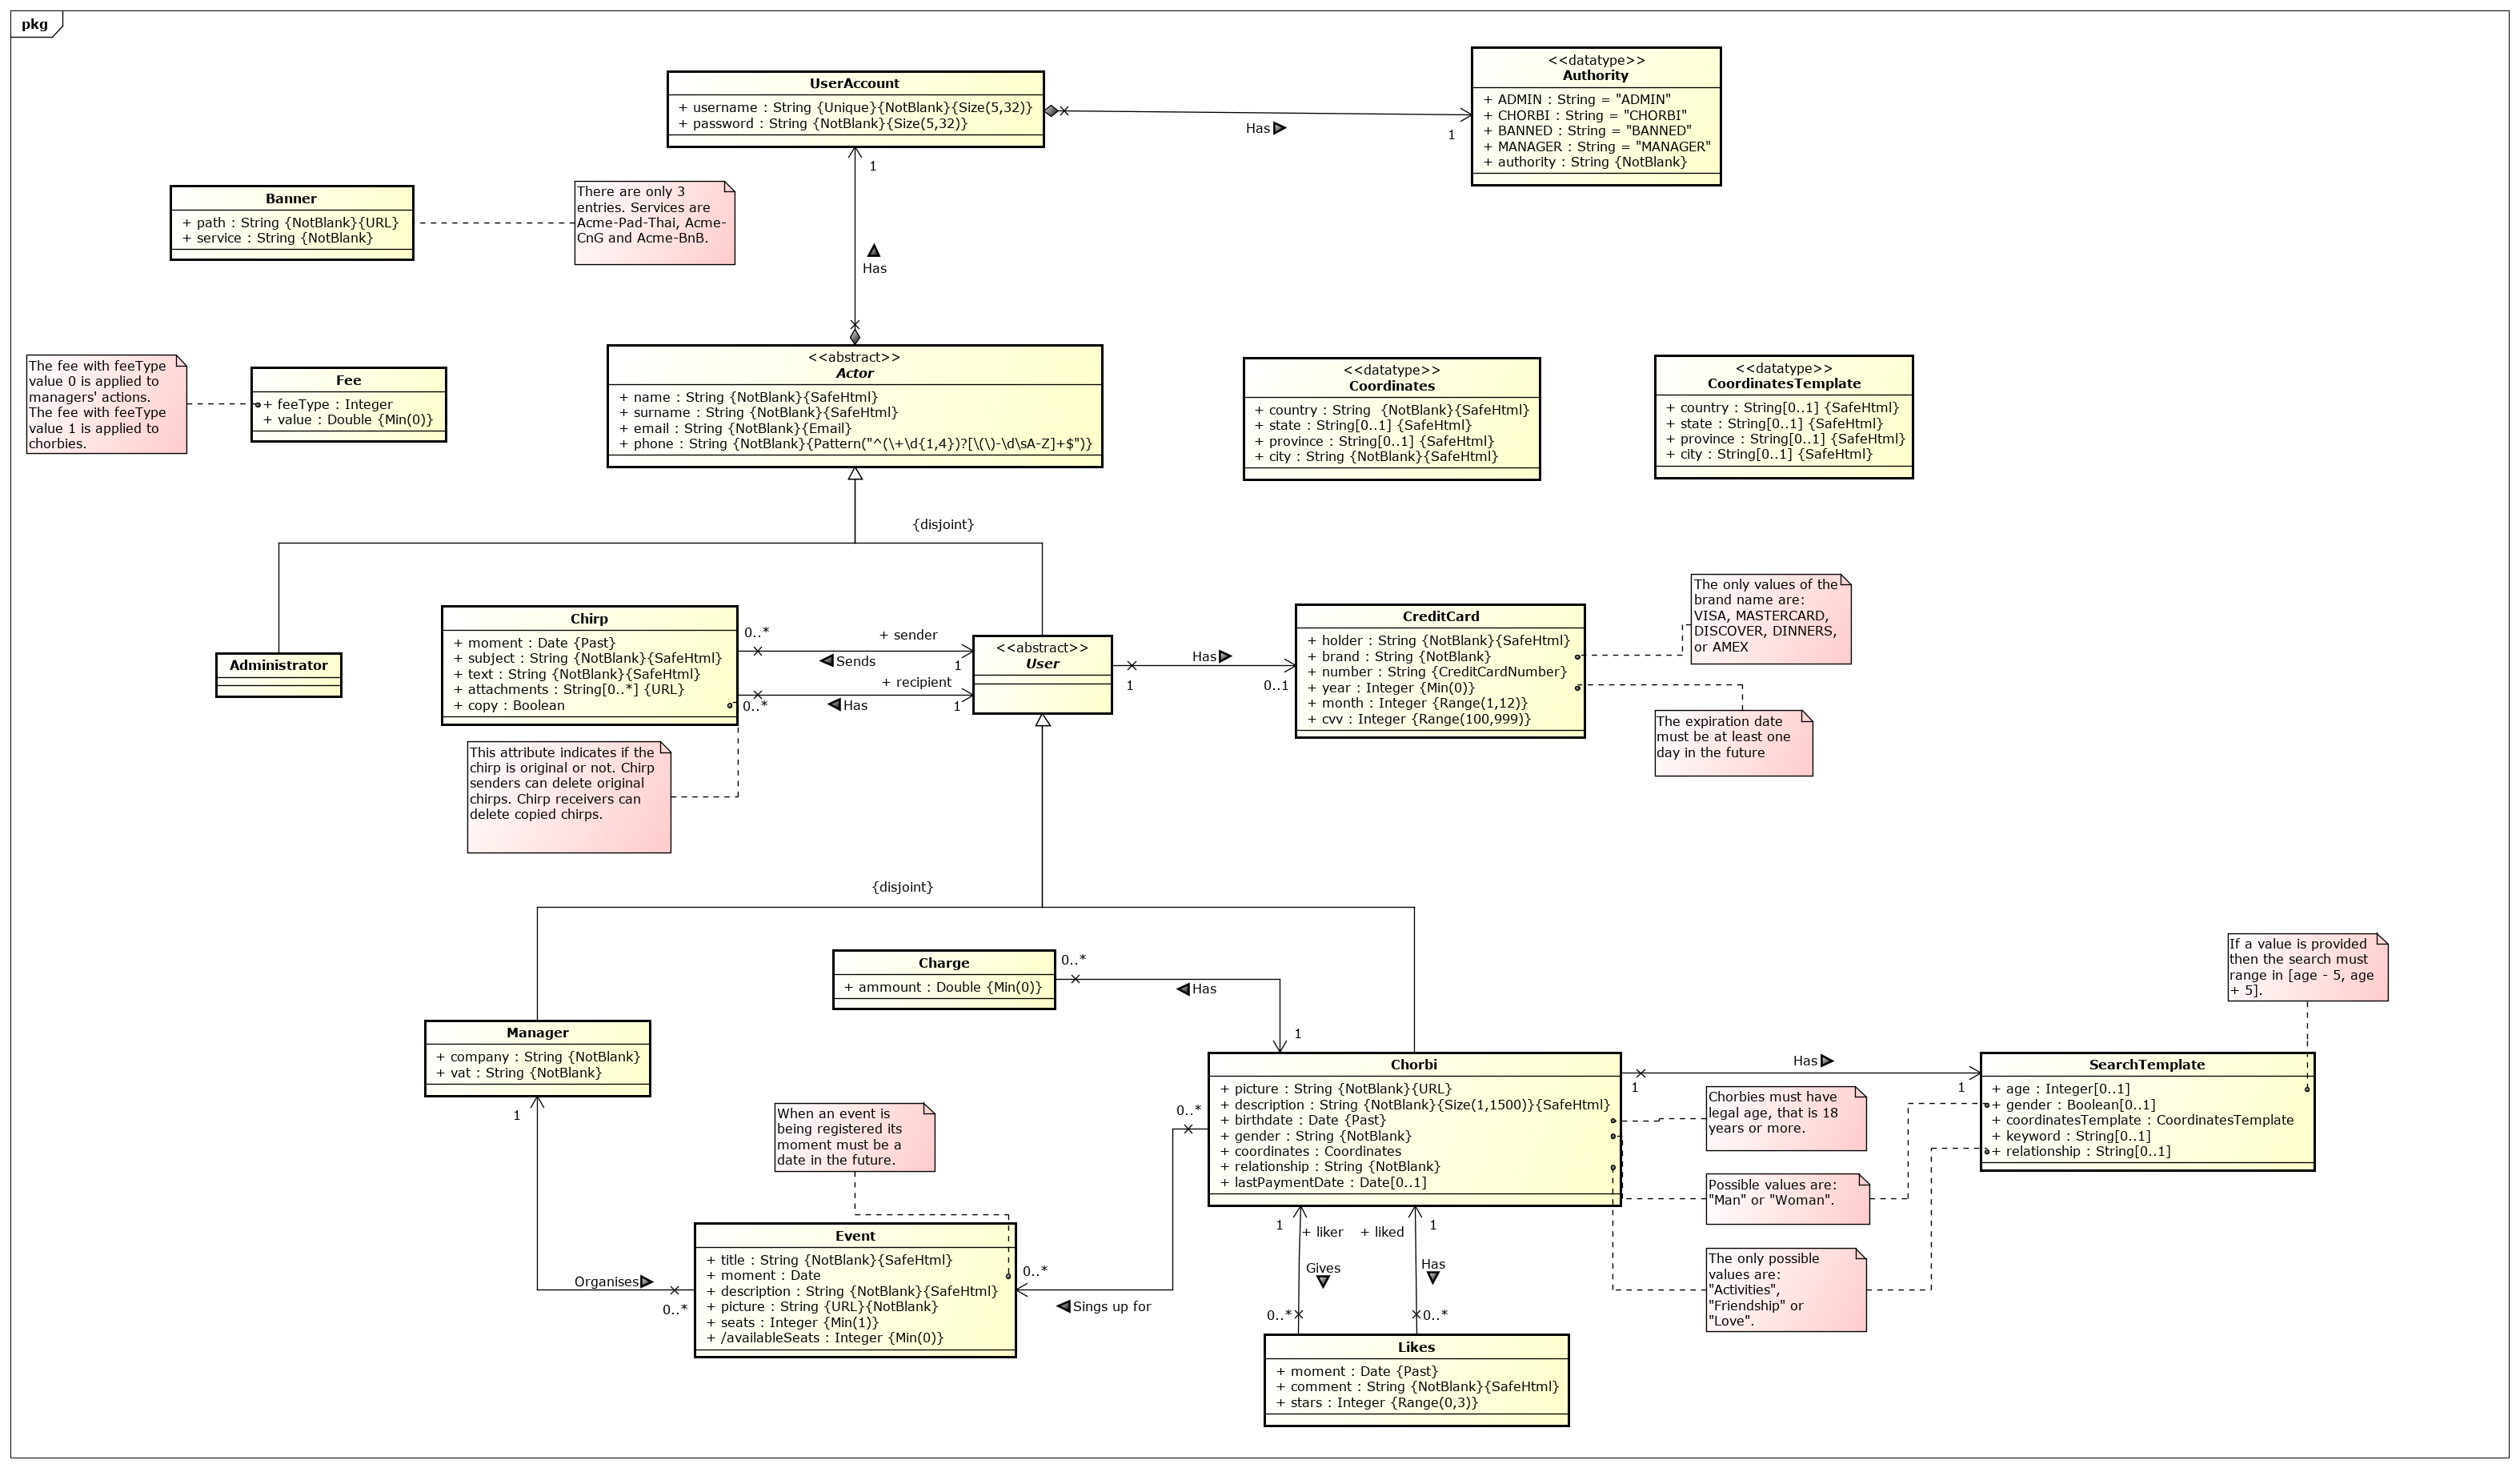 pkg
UserAccount
+ username : String {Unique}{NotBlank}{Size(5,32)}
+ password : String {NotBlank}{Size(5,32)}
Has
1
<<datatype>>
Authority
+ ADMIN : String = "ADMIN"
+ CHORBI : String = "CHORBI"
+ BANNED : String = "BANNED"
+ MANAGER : String = "MANAGER"
+ authority : String {NotBlank}
1
Has
Banner
+ path : String {NotBlank}{URL}
+ service : String {NotBlank}
There are only 3
entries. Services are
Acme-Pad-Thai, Acme-
CnG and Acme-BnB.
The fee with feeType
value 0 is applied to
managers' actions.
The fee with feeType
value 1 is applied to
chorbies.
Fee
+ feeType : Integer
+ value : Double {Min(0)}
<<abstract>>
Actor
+ name : String {NotBlank}{SafeHtml}
+ surname : String {NotBlank}{SafeHtml}
+ email : String {NotBlank}{Email}
+ phone : String {NotBlank}{Pattern("^(\+\d{1,4})?[\(\)-\d\sA-Z]+$")}
<<datatype>>
Coordinates
+ country : String  {NotBlank}{SafeHtml}
+ state : String[0..1] {SafeHtml}
+ province : String[0..1] {SafeHtml}
+ city : String {NotBlank}{SafeHtml}
<<datatype>>
CoordinatesTemplate
+ country : String[0..1] {SafeHtml}
+ state : String[0..1] {SafeHtml}
+ province : String[0..1] {SafeHtml}
+ city : String[0..1] {SafeHtml}
{disjoint}
Administrator
Chirp
+ moment : Date {Past}
+ subject : String {NotBlank}{SafeHtml}
+ text : String {NotBlank}{SafeHtml}
+ attachments : String[0..*] {URL}
+ copy : Boolean
0..*
+ sender
Sends
1
+ recipient
0..*
Has
1
<<abstract>>
User
Has
1
0..1
CreditCard
+ holder : String {NotBlank}{SafeHtml}
+ brand : String {NotBlank}
+ number : String {CreditCardNumber}
+ year : Integer {Min(0)}
+ month : Integer {Range(1,12)}
+ cvv : Integer {Range(100,999)}
The only values of the
brand name are:
VISA, MASTERCARD,
DISCOVER, DINNERS,
or AMEX
The expiration date
must be at least one
day in the future
This attribute indicates if the
chirp is original or not. Chirp
senders can delete original
chirps. Chirp receivers can
delete copied chirps.
{disjoint}
Charge
+ ammount : Double {Min(0)}
0..*
Has
1
If a value is provided
then the search must
range in [age - 5, age
+ 5].
Manager
+ company : String {NotBlank}
+ vat : String {NotBlank}
1
Chorbi
+ picture : String {NotBlank}{URL}
+ description : String {NotBlank}{Size(1,1500)}{SafeHtml}
+ birthdate : Date {Past}
+ gender : String {NotBlank}
+ coordinates : Coordinates
+ relationship : String {NotBlank}
+ lastPaymentDate : Date[0..1]
Has
1
1
SearchTemplate
+ age : Integer[0..1]
+ gender : Boolean[0..1]
+ coordinatesTemplate : CoordinatesTemplate
+ keyword : String[0..1]
+ relationship : String[0..1]
Chorbies must have
legal age, that is 18
years or more.
Possible values are:
"Man" or "Woman".
The only possible
values are:
"Activities",
"Friendship" or
"Love".
When an event is
being registered its
moment must be a
date in the future.
0..*
Event
+ title : String {NotBlank}{SafeHtml}
+ moment : Date
+ description : String {NotBlank}{SafeHtml}
+ picture : String {URL}{NotBlank}
+ seats : Integer {Min(1)}
+ /availableSeats : Integer {Min(0)}
Organises
0..*
0..*
Sings up for
1
+ liker
+ liked
1
Gives
Has
0..*
0..*
Likes
+ moment : Date {Past}
+ comment : String {NotBlank}{SafeHtml}
+ stars : Integer {Range(0,3)}